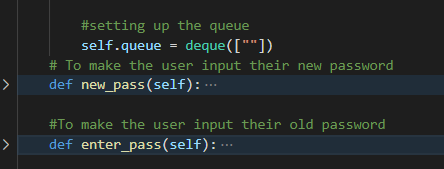 #setting up the queue
self.queue = deque([""])
# To make the user input their new password
def new_pass(self):···
#To make the user input their old password
def enter_pass(self):···